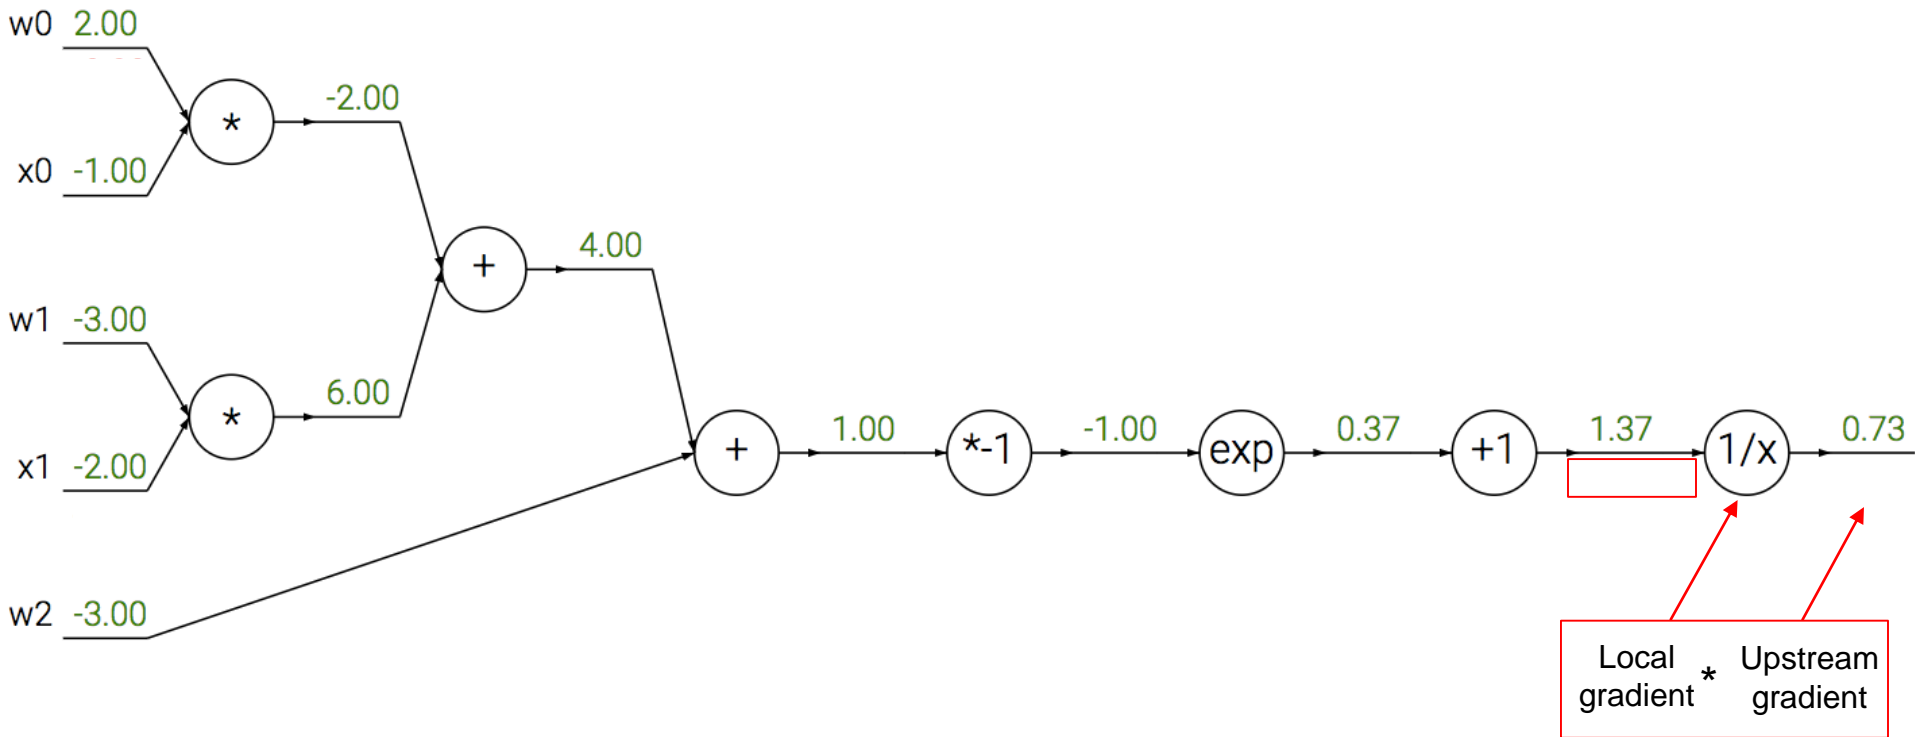 w0 2.00
* -2.00
x0 -1.00
+ 4.00
w1 -3.00
* 6.00
x1 -2.00
+ 1.00 *-1 -1.00 exp 0.37 +1 1.37 1/x 0.73
w2 -3.00
Local gradient * Upstream gradient